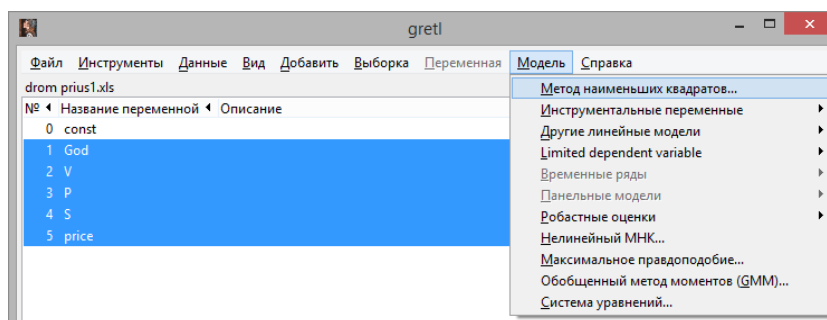 gretl
Файл Инструменты Данные Вид Добавить Выборка Переменная Модель Справка
drom prius1.xls
№ Название переменной Описание
0 const
1 God
2 V
3 P
4 S
5 price
Метод наименьших квадратов...
Инструментальные переменные
Другие линейные модели
Limited dependent variable
Временные ряды
Панельные модели
Робастные оценки
Нелинейный МНК...
Максимальное правдоподобие...
Обобщенный метод моментов (GMM)...
Система уравнений...